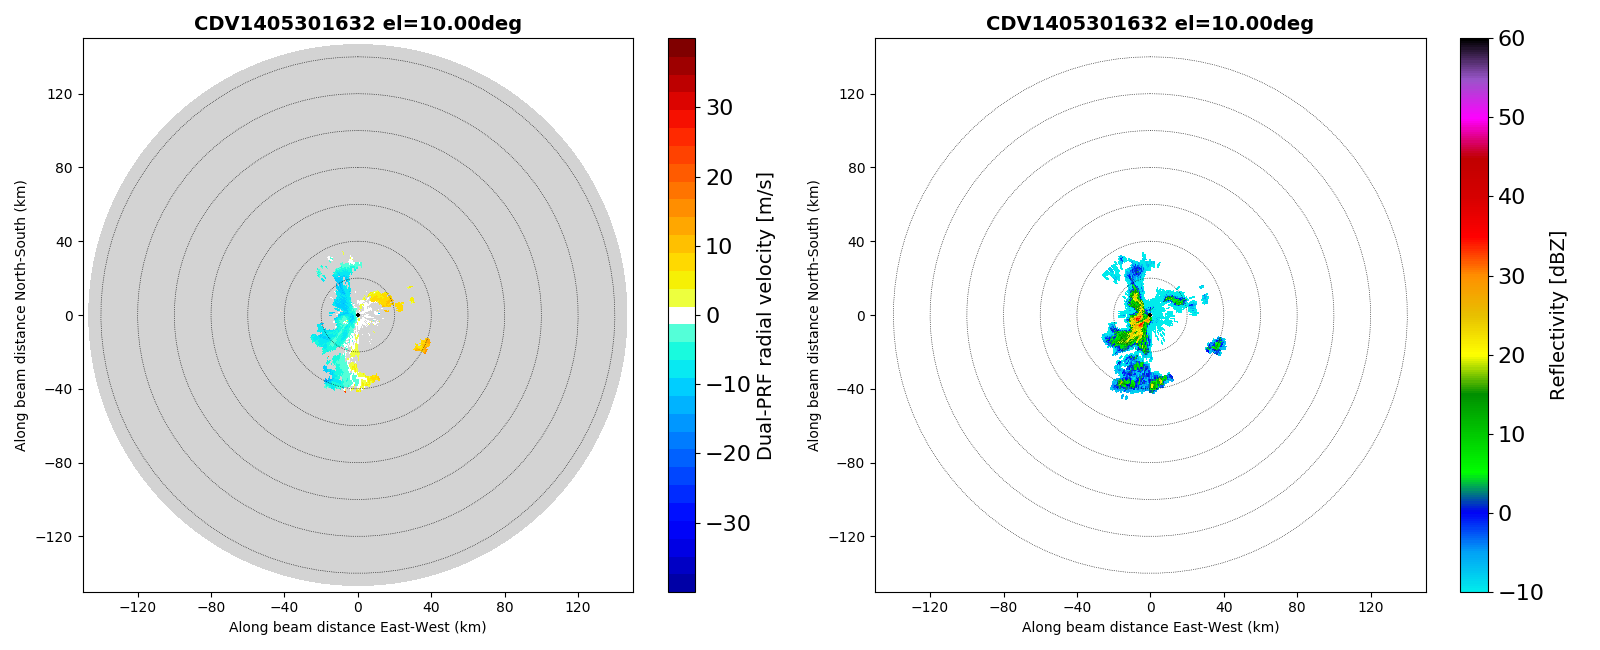 CDV1405301632 el=10.00deg
120
80
40
0
−40
−80
−120
Along beam distance North-South (km)
−120 −80 −40 0 40 80 120
Along beam distance East-West (km)
30
20
10
0
−10
−20
−30
Dual-PRF radial velocity [m/s]
CDV1405301632 el=10.00deg
120
80
40
0
−40
−80
−120
Along beam distance North-South (km)
−120 −80 −40 0 40 80 120
Along beam distance East-West (km)
60
50
40
30
20
10
0
−10
Reflectivity [dBZ]